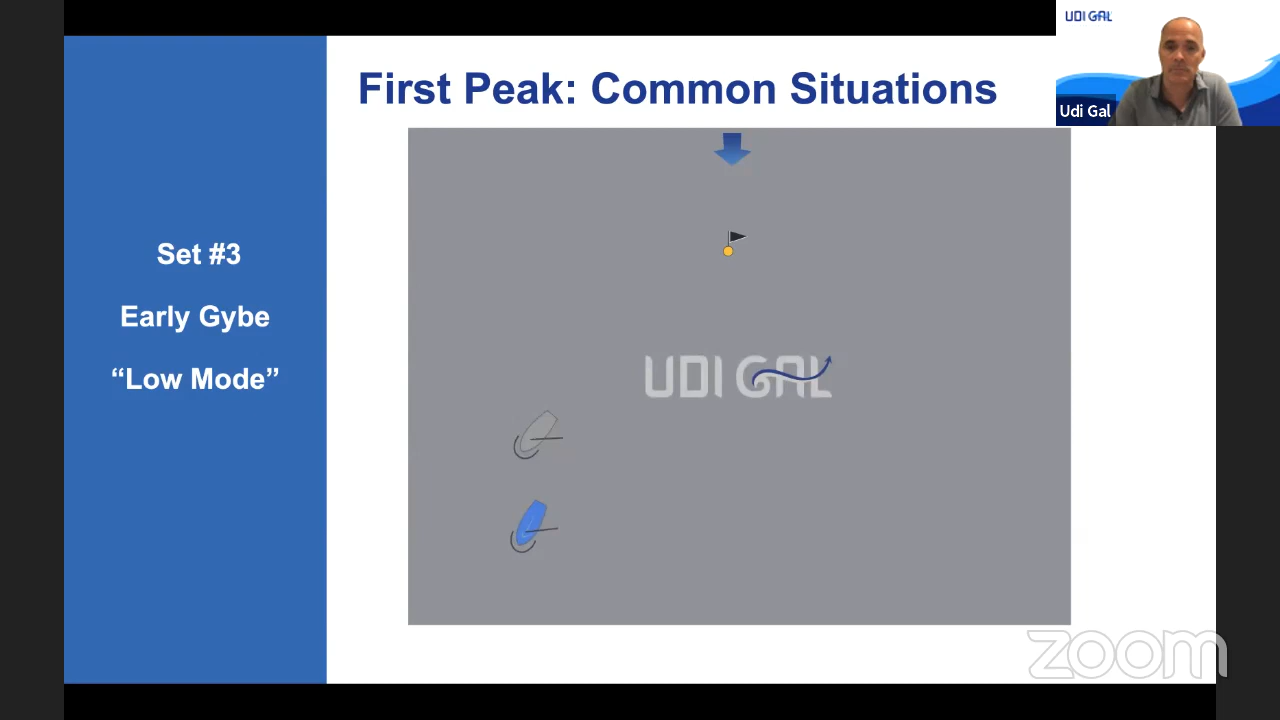 First Peak: Common Situations
UDI GAL
Udi Gal
Set #3
Early Gybe
“Low Mode”
UDI GAL
zoom